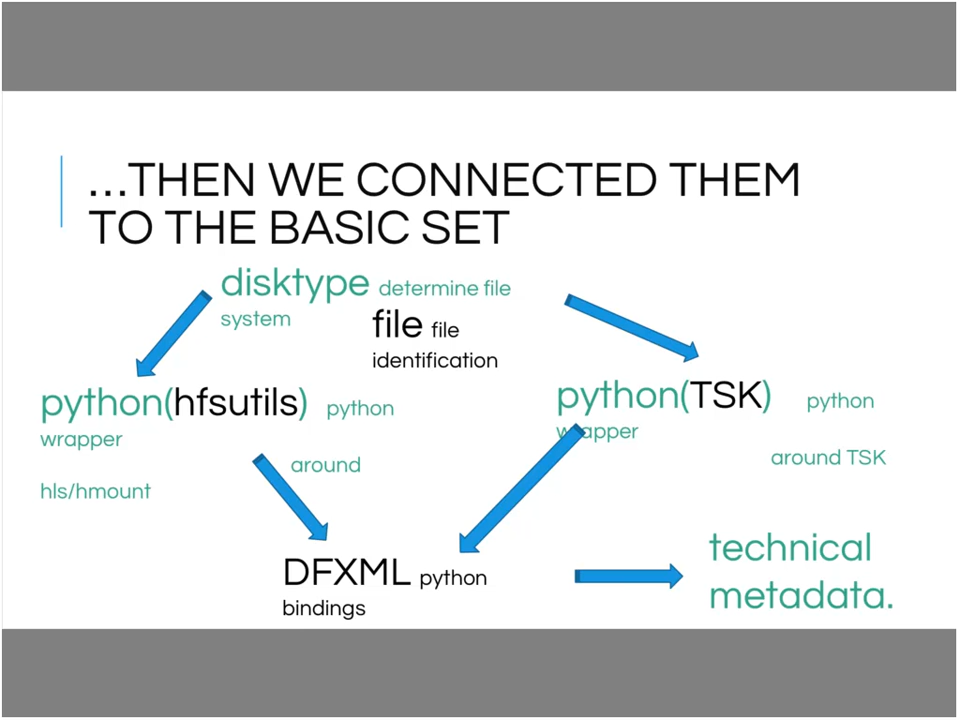 ...THEN WE CONNECTED THEM
TO THE BASIC SET
disktype determine file
system
file file
identification
python(hfsutils) python
wrapper
around
hls/hmount
python(TSK) python
wrapper
around TSK
DFXML python
bindings
technical
metadata.